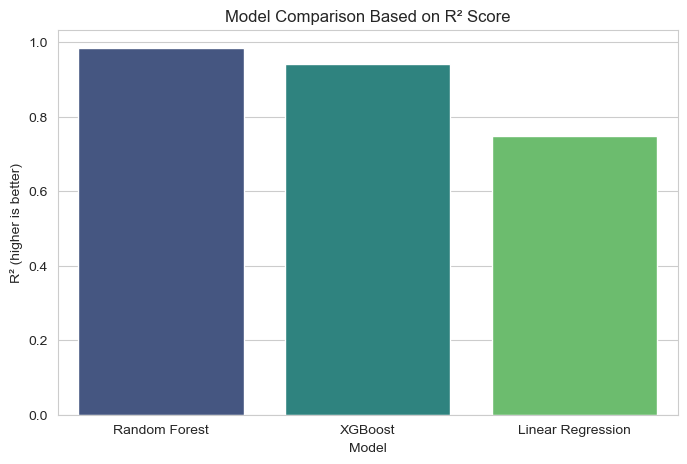 Model Comparison Based on R² Score
R² (higher is better)
1.0
0.8
0.6
0.4
0.2
0.0
Random Forest
XGBoost
Linear Regression
Model